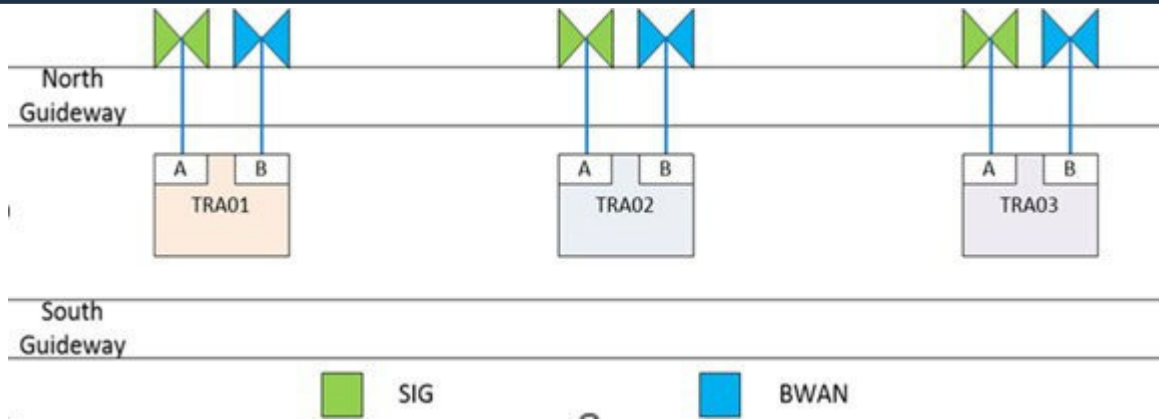 North
Guideway
A B A B A B
TRA01 TRA02 TRA03
South
Guideway
SIG BWAN